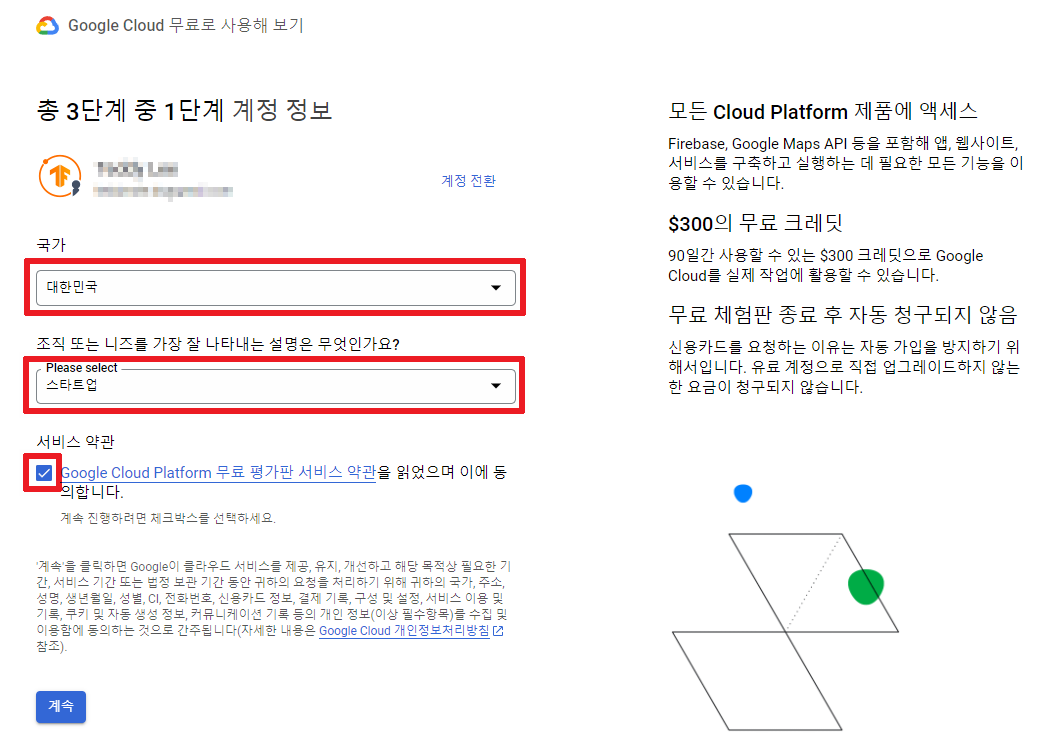 Google Cloud 무료로 사용해 보기
총 3단계 중 1단계 계정 정보
계정 전환
국가
대한민국
조직 또는 니즈를 가장 잘 나타내는 설명은 무엇인가요?
Please select
스타트업
서비스 약관
Google Cloud Platform 무료 평가판 서비스 약관을 읽었으며 이에 동
의합니다.
계속 진행하려면 체크박스를 선택하세요.
'계속'을 클릭하면 Google이 클라우드 서비스를 제공, 유지, 개선하고 해당 목적상 필요한 기
간, 서비스 기간 또는 법정 보관 기간 동안 귀하의 요청을 처리하기 위해 귀하의 국가, 주소,
성명, 생년월일, 성별, CI, 전화번호, 신용카드 정보, 결제 기록, 구성 및 설정, 서비스 이용 및
기록, 쿠키 및 자동 생성 정보, 커뮤니케이션 기록 등의 개인 정보(이상 필수항목)를 수집 및
이용함에 동의하는 것으로 간주됩니다(자세한 내용은 Google Cloud 개인정보처리방침
참조).
계속
모든 Cloud Platform 제품에 액세스
Firebase, Google Maps API 등을 포함해 앱, 웹사이트,
서비스를 구축하고 실행하는 데 필요한 모든 기능을 이
용할 수 있습니다.
$300의 무료 크레딧
90일간 사용할 수 있는 $300 크레딧으로 Google
Cloud를 실제 작업에 활용할 수 있습니다.
무료 체험판 종료 후 자동 청구되지 않음
신용카드를 요청하는 이유는 자동 가입을 방지하기 위
해서입니다. 유료 계정으로 직접 업그레이드하지 않는
한 요금이 청구되지 않습니다.